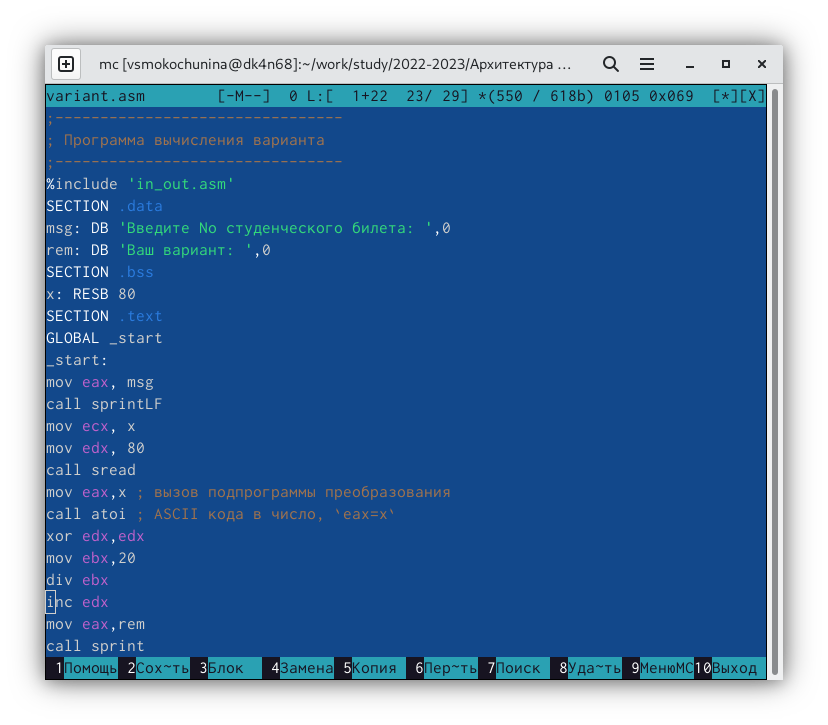 mc [vsmokochunina@dk4n68]:~/work/study/2022-2023/Архитектура ...
variant.asm        [-M--]  0 L:[  1+22  23/ 29] *(550 / 618b) 0105 0x069  [*][X]
;--------------------------------
; Программа вычисления варианта
;--------------------------------
%include 'in_out.asm'
SECTION .data
msg: DB 'Введите No студенческого билета: ',0
rem: DB 'Ваш вариант: ',0
SECTION .bss
x: RESB 80
SECTION .text
GLOBAL _start
_start:
mov eax, msg
call sprintLF
mov ecx, x
mov edx, 80
call sread
mov eax,x ; вызов подпрограммы преобразования
call atoi ; ASCII кода в число, `eax=x`
xor edx,edx
mov ebx,20
div ebx
inc edx
mov eax,rem
call sprint
1Помощь 2Сох~ть 3Блок 4Замена 5Копия 6Пер~ть 7Поиск 8Уда~ть 9МенюMC 10Выход